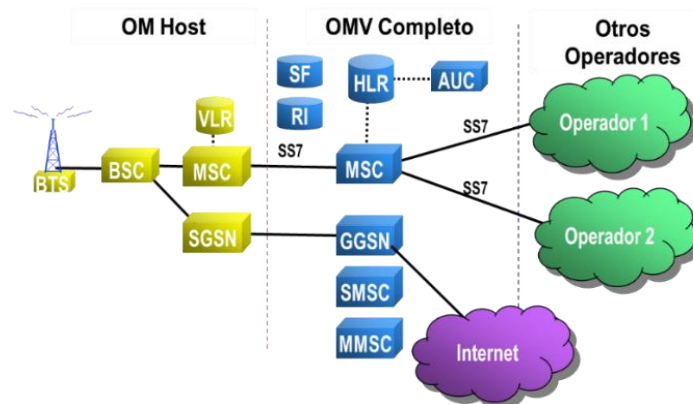 OM Host
OMV Completo
Otros
Operadores
SF
HLR
AUC
VLR
RI
SS7
Operador 1
BTS
BSC
MSC
SS7
MSC
SS7
SGSN
GGSN
Operador 2
SMSC
MMSC
Internet